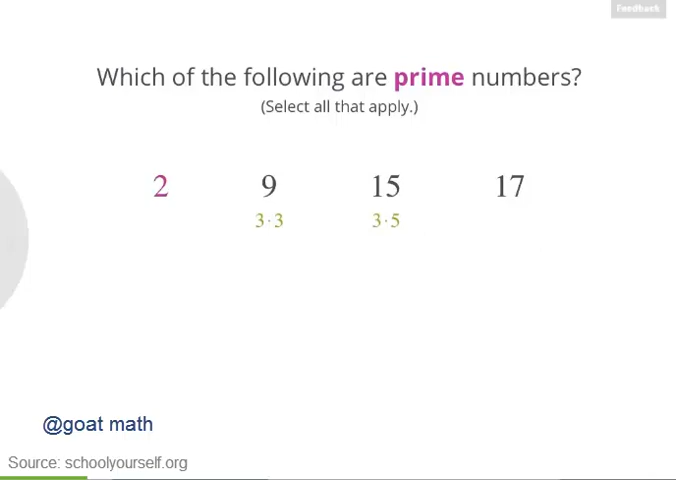 Feedback
Which of the following are prime numbers?
(Select all that apply.)
2 9 15 17
3·3 3·5
@goat math
Source: schoolyourself.org